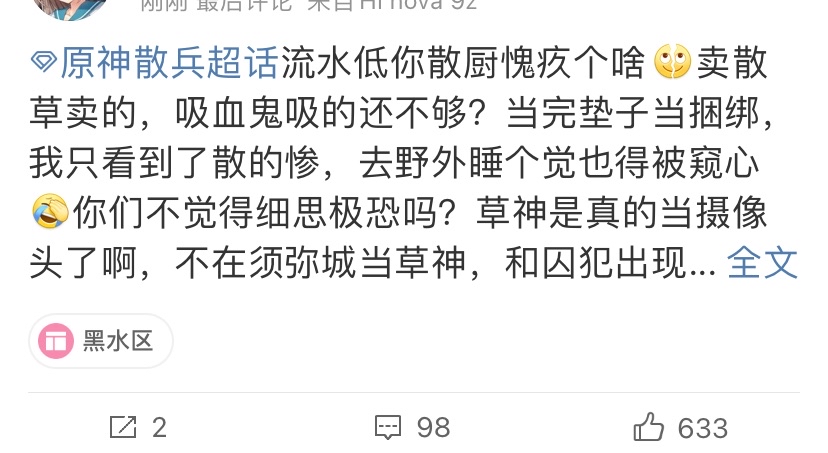 刚刚 最后评论 来自 Hi nova 9z
原神散兵超话流水低你散厨愧疚个啥🙌卖散
草卖的，吸血鬼吸的还不够？当完垫子当捆绑，
我只看到了散的惨，去野外睡个觉也得被窥心
🤣你们不觉得细思极恐吗？草神是真的当摄像
头了啊，不在须弥城当草神，和囚犯出现... 全文
黑水区
2
98
633